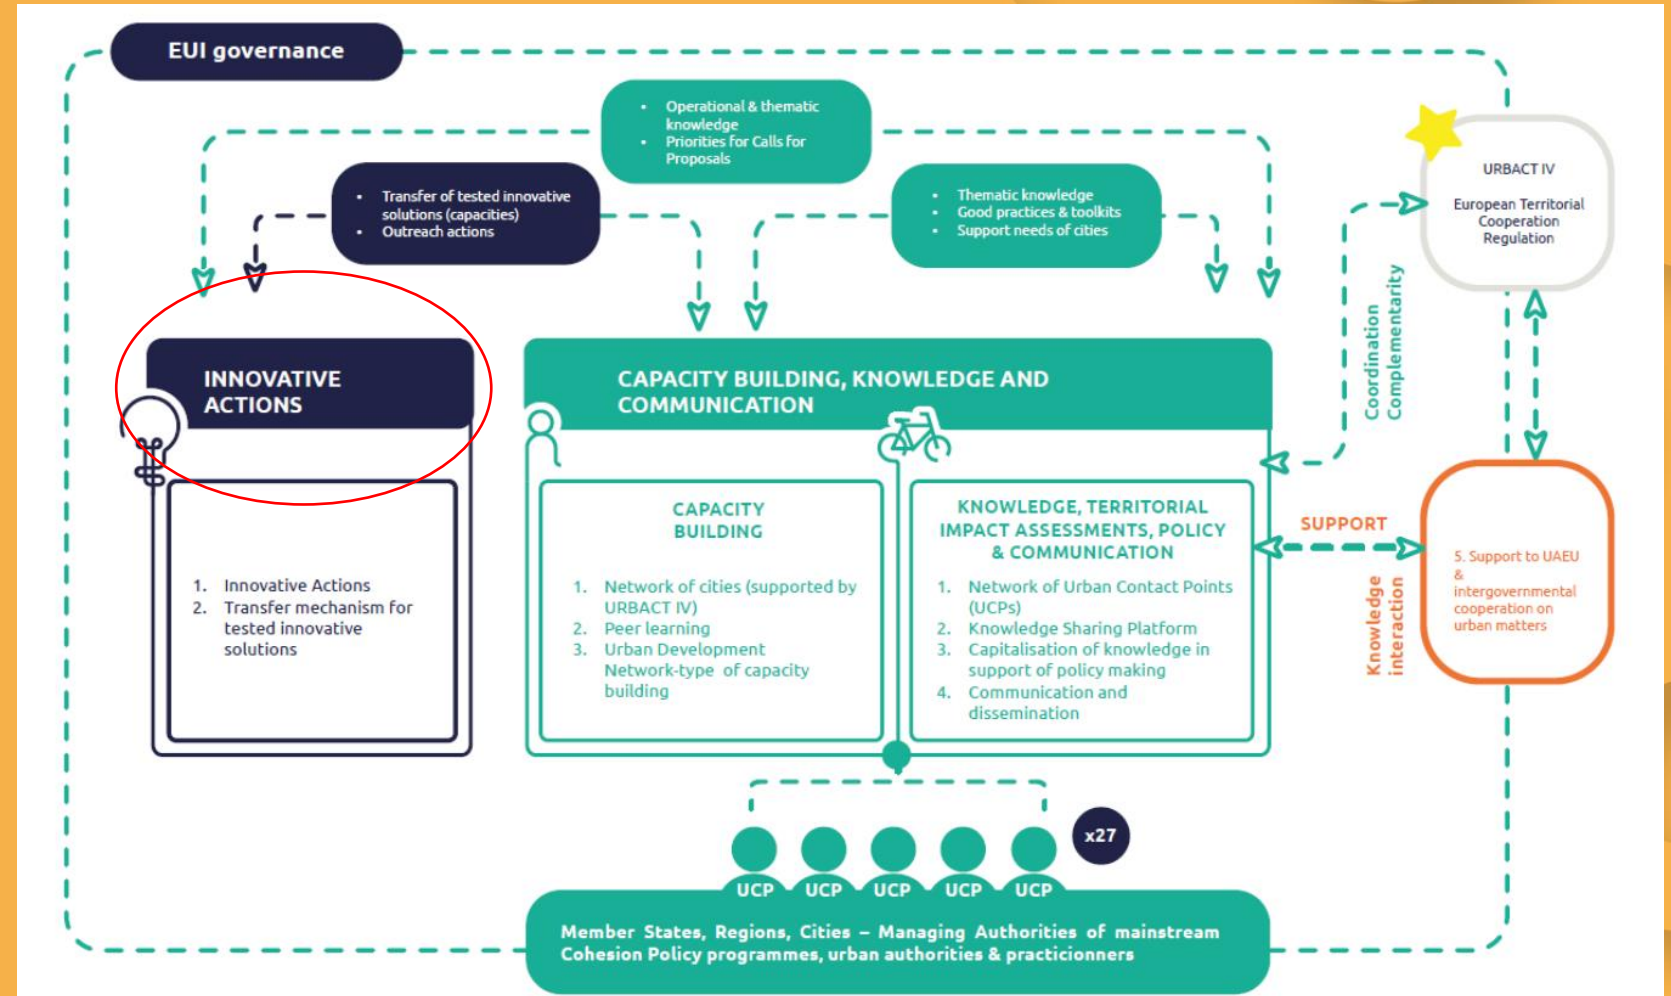 EUI governance
• Operational & thematic
knowledge
• Priorities for Calls for
Proposals
• Transfer of tested innovative
solutions (capacities)
• Outreach actions
• Thematic knowledge
• Good practices & toolkits
• Support needs of cities
URBACT IV
European Territorial
Cooperation
Regulation
Coordination
Complementarity
INNOVATIVE
ACTIONS
1. Innovative Actions
2. Transfer mechanism for
tested innovative
solutions
CAPACITY BUILDING, KNOWLEDGE AND
COMMUNICATION
CAPACITY
BUILDING
1. Network of cities (supported by
URBACT IV)
2. Peer learning
3. Urban Development
Network-type of capacity
building
KNOWLEDGE, TERRITORIAL
IMPACT ASSESSMENTS, POLICY
& COMMUNICATION
1. Network of Urban Contact Points
(UCPs)
2. Knowledge Sharing Platform
3. Capitalisation of knowledge in
support of policy making
4. Communication and
dissemination
SUPPORT
Knowledge
interaction
5. Support to UAEU
&
intergovernmental
cooperation on
urban matters
x27
UCP UCP UCP UCP UCP
Member States, Regions, Cities – Managing Authorities of mainstream
Cohesion Policy programmes, urban authorities & practicionners